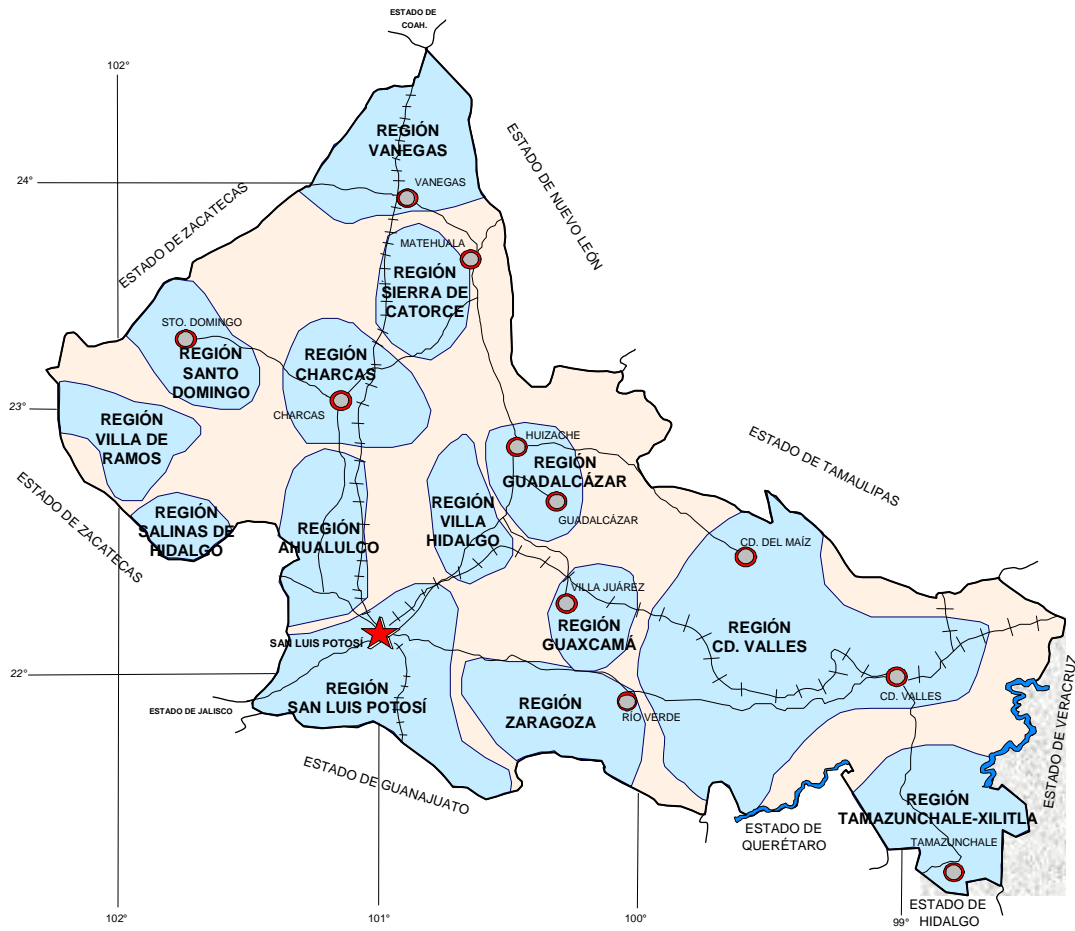 ESTADO DE
COAH.
102°
REGIÓN
VANEGAS
ESTADO DE NUEVO LEÓN
24°
VANEGAS
ESTADO DE ZACATECAS
MATEHUALA
REGIÓN
SIERRA DE
CATORCE
STO. DOMINGO
REGIÓN
SANTO
DOMINGO
REGIÓN
CHARCAS
23°
CHARCAS
REGIÓN
VILLA DE
RAMOS
HUIZACHE
ESTADO DE TAMAULIPAS
REGIÓN
GUADALCÁZAR
GUADALCÁZAR
ESTADO DE ZACATECAS
REGIÓN
SALINAS DE
HIDALGO
REGIÓN
AHUALULCO
REGIÓN
VILLA
HIDALGO
CD. DEL MAÍZ
VILLA JUÁREZ
REGIÓN
GUAXCAMÁ
REGIÓN
CD. VALLES
SAN LUIS POTOSÍ
22°
CD. VALLES
REGIÓN
SAN LUIS POTOSÍ
ESTADO DE JALISCO
REGIÓN
ZARAGOZA
RÍO VERDE
ESTADO DE VERACRUZ
ESTADO DE GUANAJUATO
REGIÓN
TAMAZUNCHALE-XILITLA
ESTADO DE
QUERÉTARO
TAMAZUNCHALE
ESTADO DE
HIDALGO
102°
101°
100°
99°